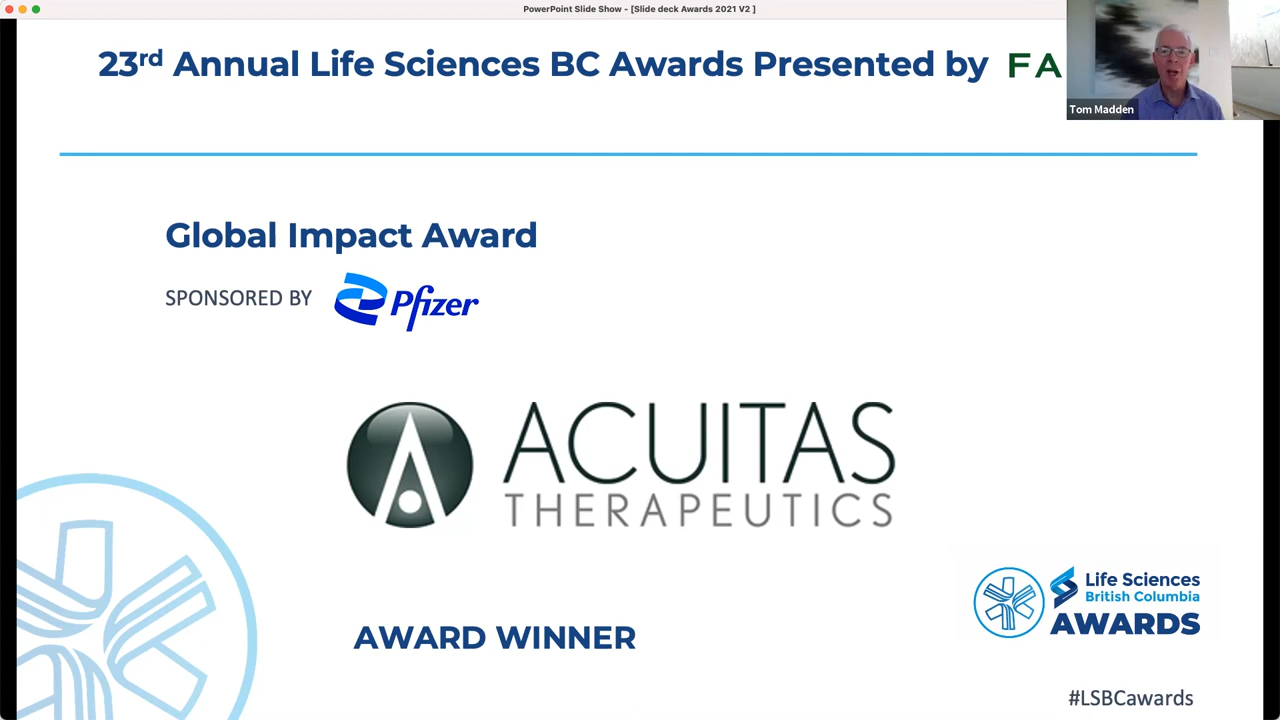 PowerPoint Slide Show - [Slide deck Awards 2021 V2 ]
23rd Annual Life Sciences BC Awards Presented by FA
Tom Madden
Global Impact Award
SPONSORED BY Pfizer
ACUITAS
THERAPEUTICS
AWARD WINNER
Life Sciences
British Columbia
AWARDS
#LSBCawards